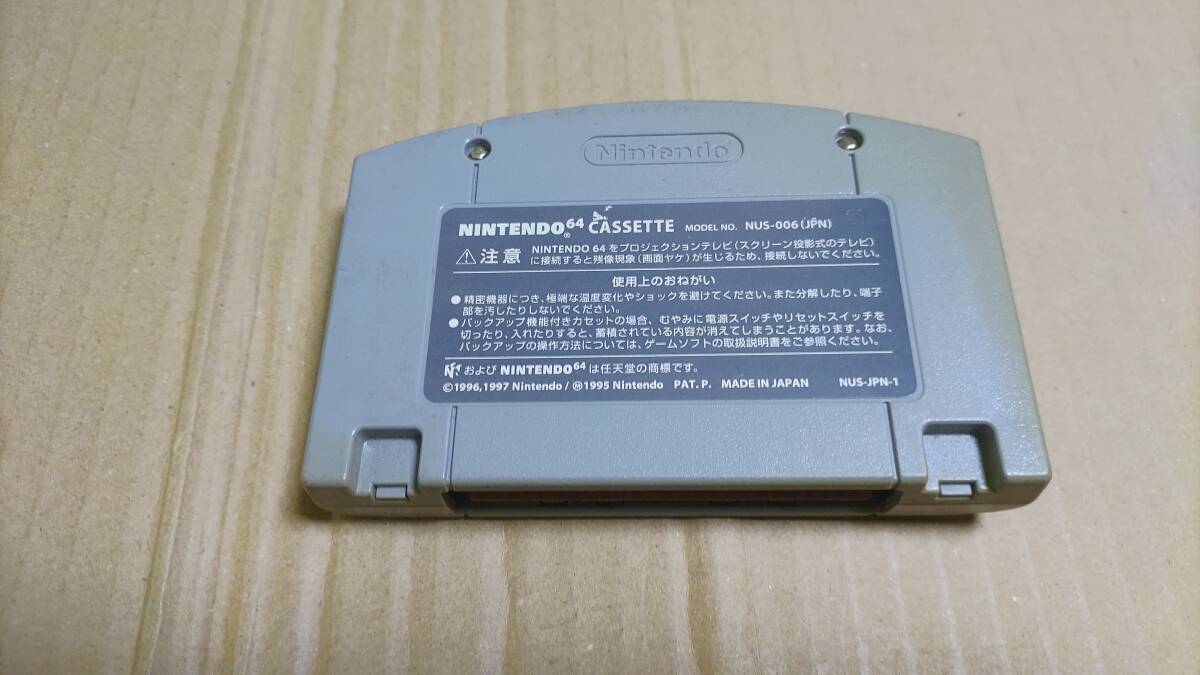 Nintendo
NINTENDO64® CASSETTE MODEL NO. NUS-006(JPN)
⚠注意 NINTENDO 64をプロジェクションテレビ(スクリーン投影式のテレビ)
に接続すると残像現象(画面ヤケ)が生じるため、接続しないでください。
使用上のおねがい
●精密機器につき、極端な温度変化やショックを避けてください。また分解したり、端子
部を汚したりしないでください。
●バックアップ機能付きカセットの場合、むやみに電源スイッチやリセットスイッチを
切ったり、入れたりすると、蓄積されている内容が消えてしまうことがあります。なお、
バックアップの操作方法については、ゲームソフトの取扱説明書をご参照ください。
および NINTENDO64 は任天堂の商標です。
©1996,1997 Nintendo/Ⓜ1995 Nintendo PAT. P. MADE IN JAPAN NUS-JPN-1